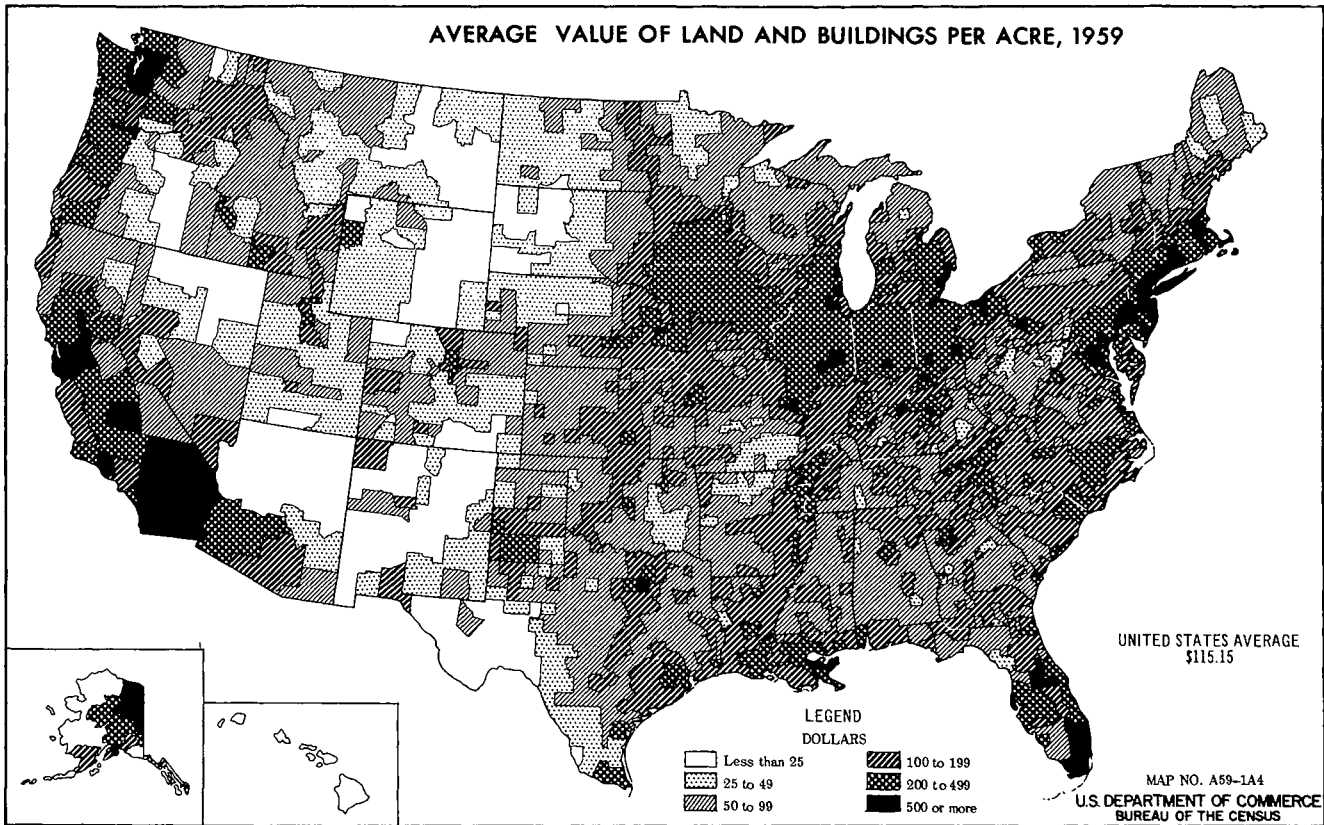 AVERAGE VALUE OF LAND AND BUILDINGS PER ACRE, 1959
UNITED STATES AVERAGE
$115.15
LEGEND
DOLLARS
Less than 25
25 to 49
50 to 99
100 to 199
200 to 499
500 or more
MAP NO. A59-1A4
U.S. DEPARTMENT OF COMMERCE
BUREAU OF THE CENSUS